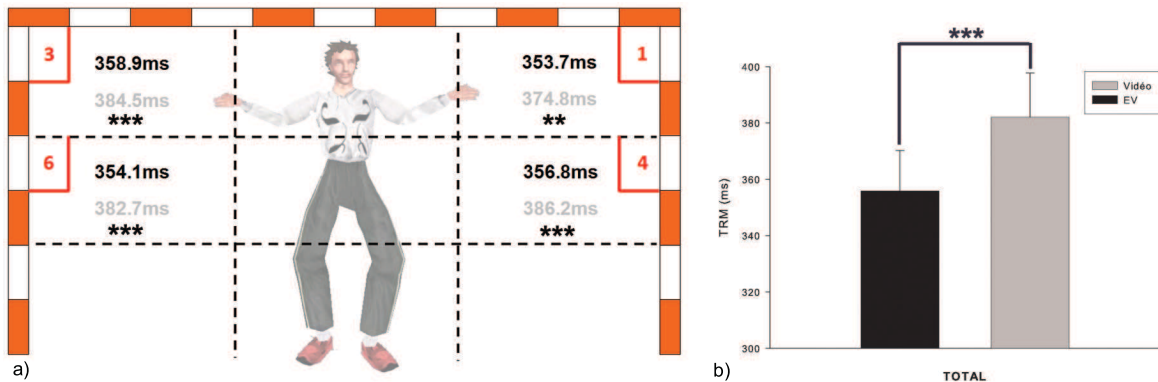 3
358.9ms
384.5ms
***
353.7ms
1
374.8ms
**
6
354.1ms
382.7ms
***
356.8ms
4
386.2ms
***
a)
***
400
380
360
340
320
300
TRM (ms)
Vidéo
EV
TOTAL
b)